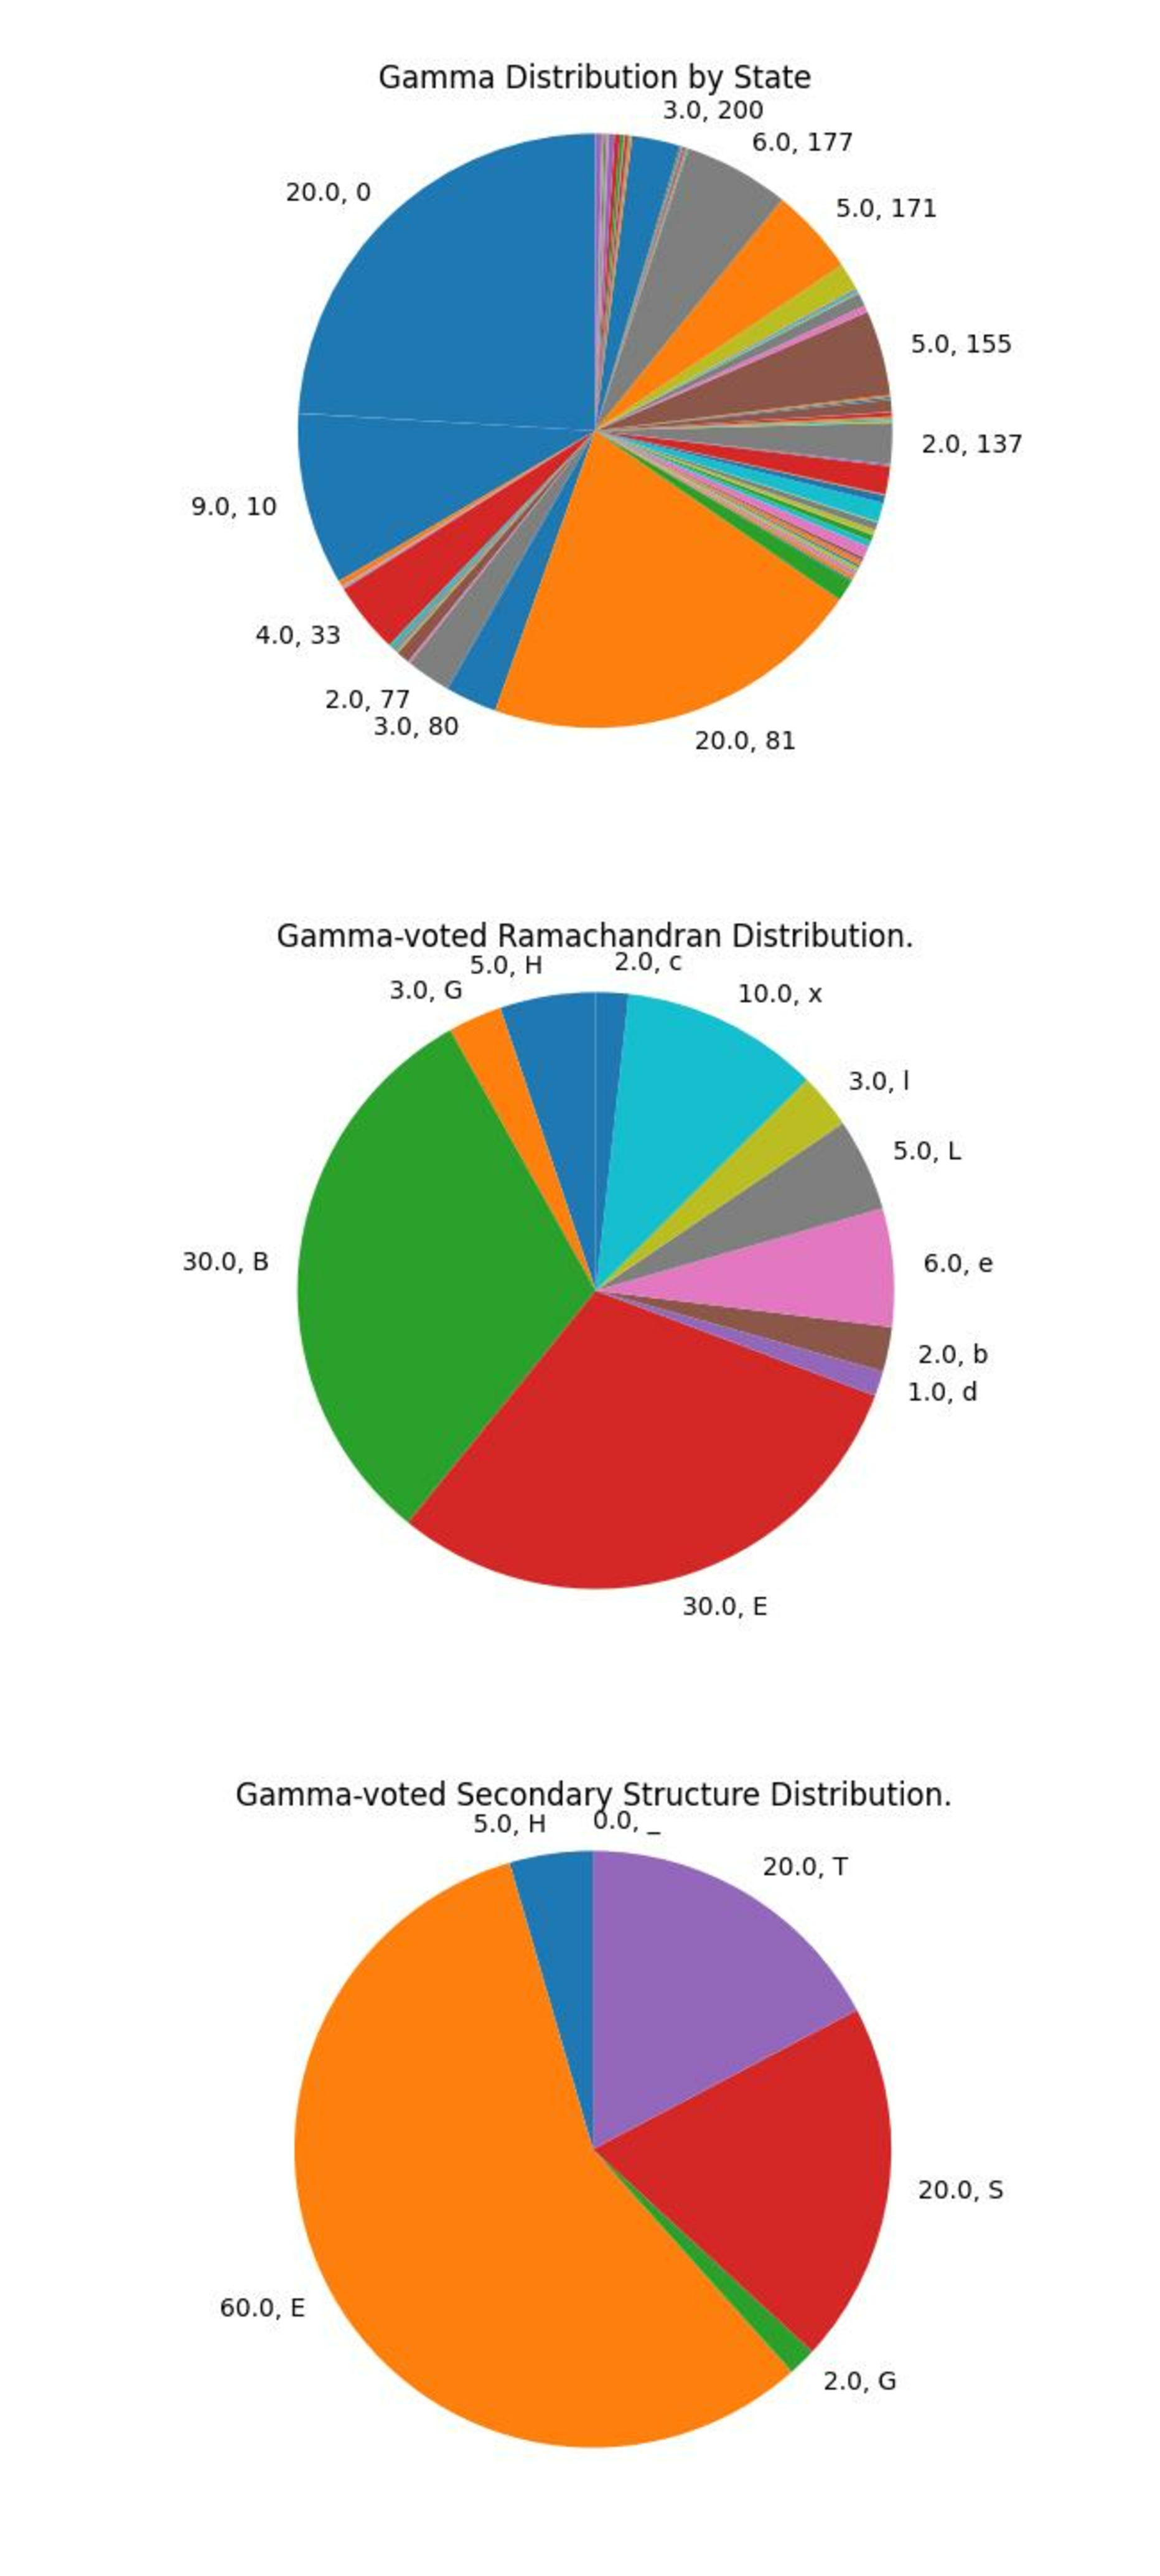 Gamma Distribution by State
3.0, 200
6.0, 177
20.0, 0
5.0, 171
5.0, 155
2.0, 137
9.0, 10
4.0, 33
2.0, 77
3.0, 80
20.0, 81
Gamma-voted Ramachandran Distribution.
5.0, H
2.0, c
3.0, G
10.0, x
3.0, l
5.0, L
30.0, B
6.0, e
2.0, b
1.0, d
30.0, E
Gamma-voted Secondary Structure Distribution.
5.0, H
0.0, _
20.0, T
20.0, S
60.0, E
2.0, G